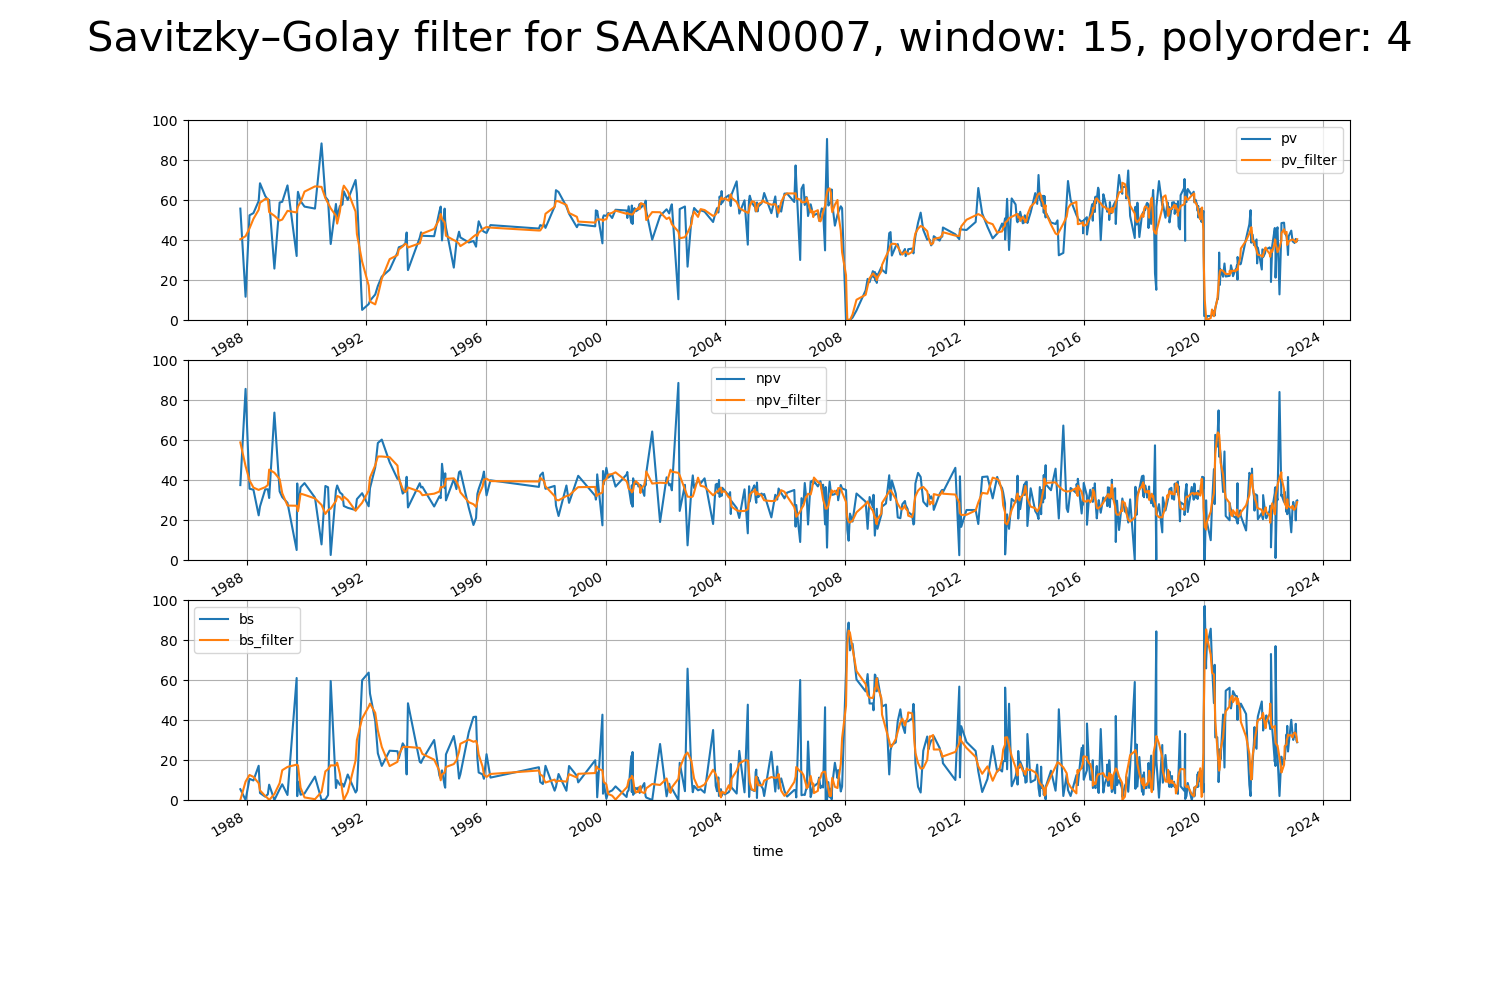 Savitzky–Golay filter for SAAKAN0007, window: 15, polyorder: 4
100
80
60
40
20
0
pv
pv_filter
1988 1992 1996 2000 2004 2008 2012 2016 2020 2024
100
80
60
40
20
0
npv
npv_filter
1988 1992 1996 2000 2004 2008 2012 2016 2020 2024
100
80
60
40
20
0
bs
bs_filter
1988 1992 1996 2000 2004 2008 2012 2016 2020 2024
time